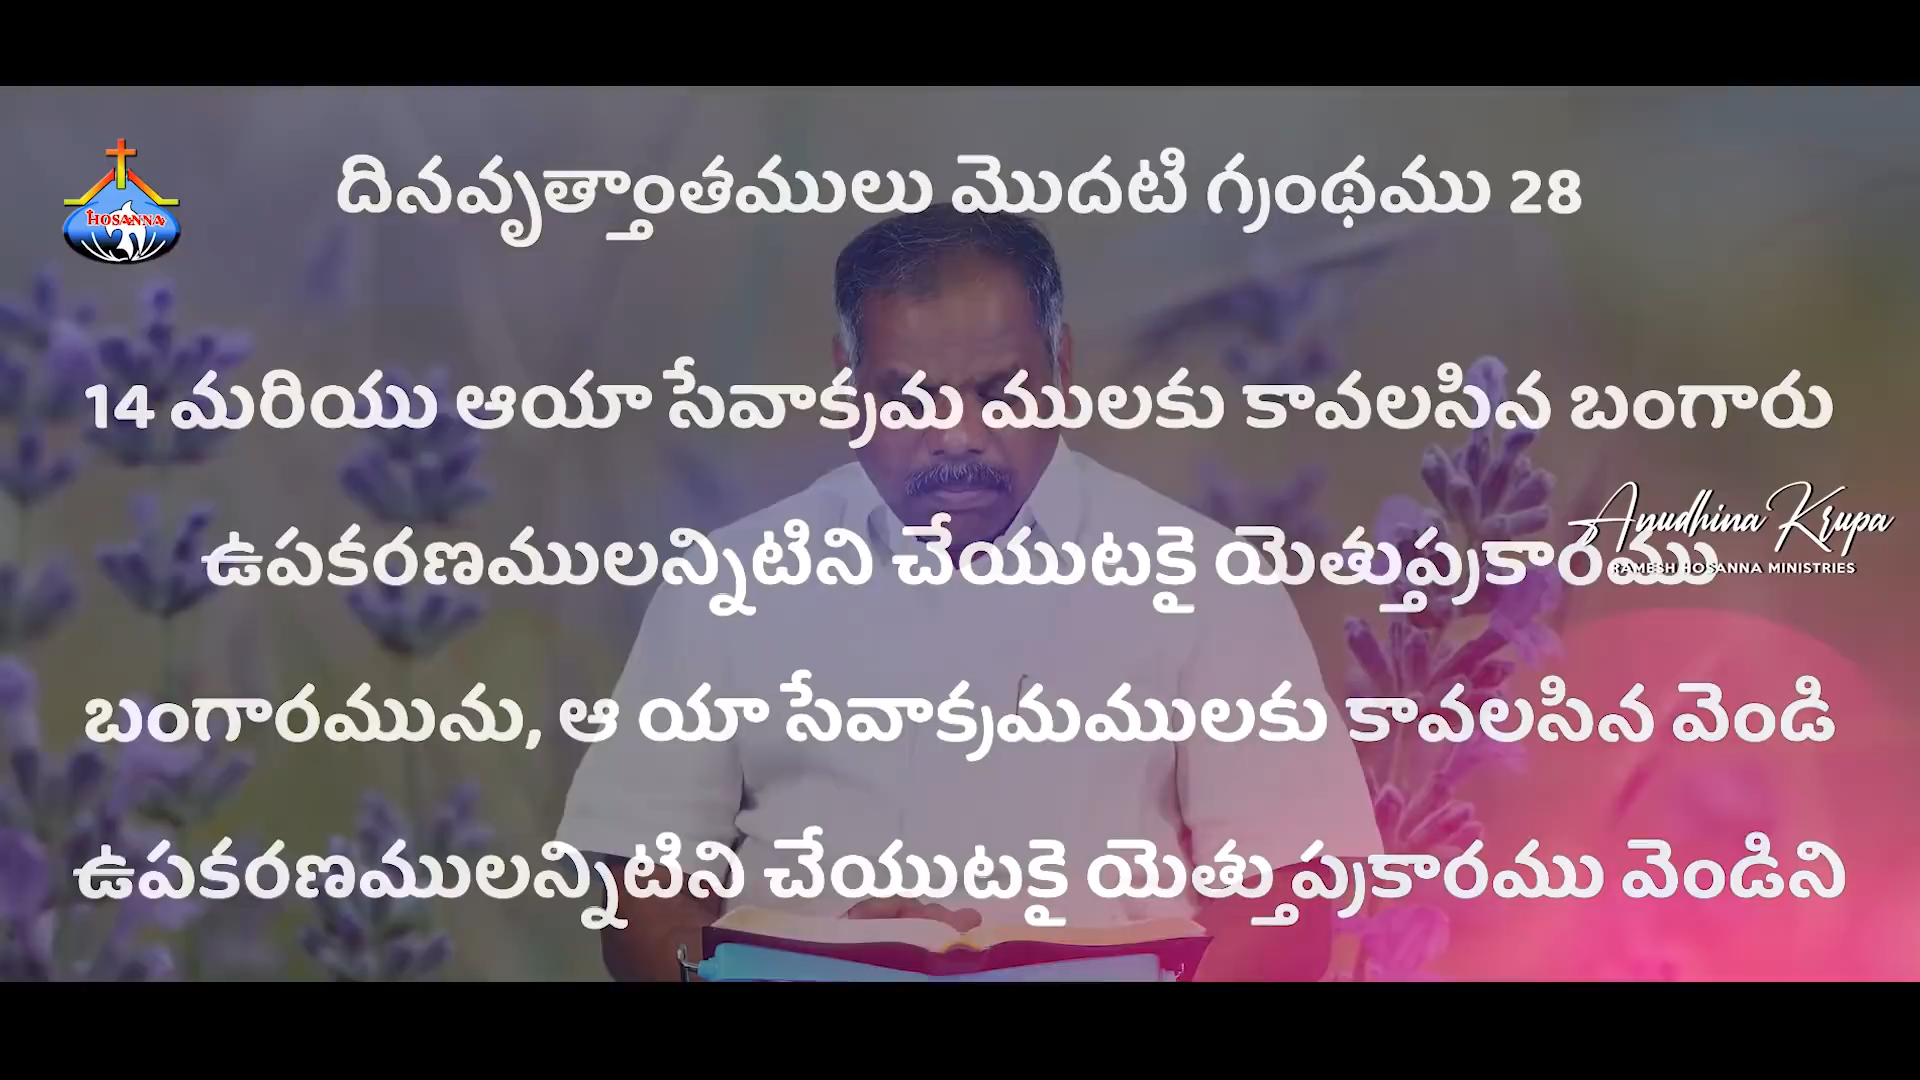 HOSANNA
దినవృత్తాంతములు మొదటి గ్రంథము 28
14 మరియు ఆయా సేవాక్రమ ములకు కావలసిన బంగారు
Anudhina Krupa
ఉపకరణములన్నిటిని చేయుటకై యెత్తుప్రకారము
RAMESH HOSANNA MINISTRIES
బంగారమును, ఆ యా సేవాక్రమములకు కావలసిన వెండి
ఉపకరణములన్నిటిని చేయుటకై యెత్తు ప్రకారము వెండిని